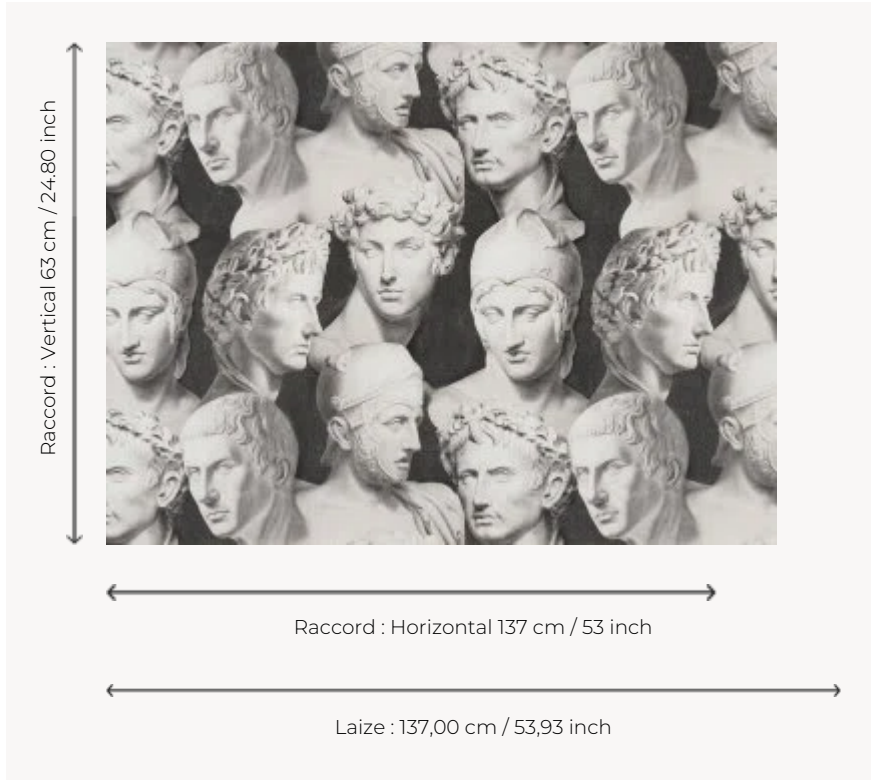 Raccord : Vertical 63 cm / 24.80 inch
Raccord : Horizontal 137 cm / 53 inch
Laize : 137,00 cm / 53,93 inch